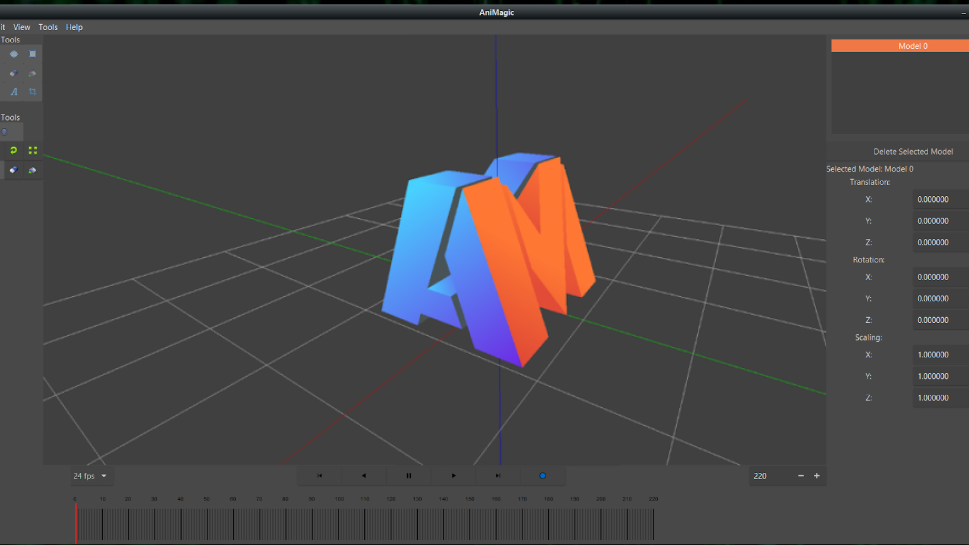 AniMagic
it View Tools Help
Tools
Tools
Model 0
Delete Selected Model
Selected Model: Model 0
Translation:
X: 0.000000
Y: 0.000000
Z: 0.000000
Rotation:
X: 0.000000
Y: 0.000000
Z: 0.000000
Scaling:
X: 1.000000
Y: 1.000000
Z: 1.000000
AM
24 fps
220
0 10 20 30 40 50 60 70 80 90 100 110 120 130 140 150 160 170 180 190 200 210